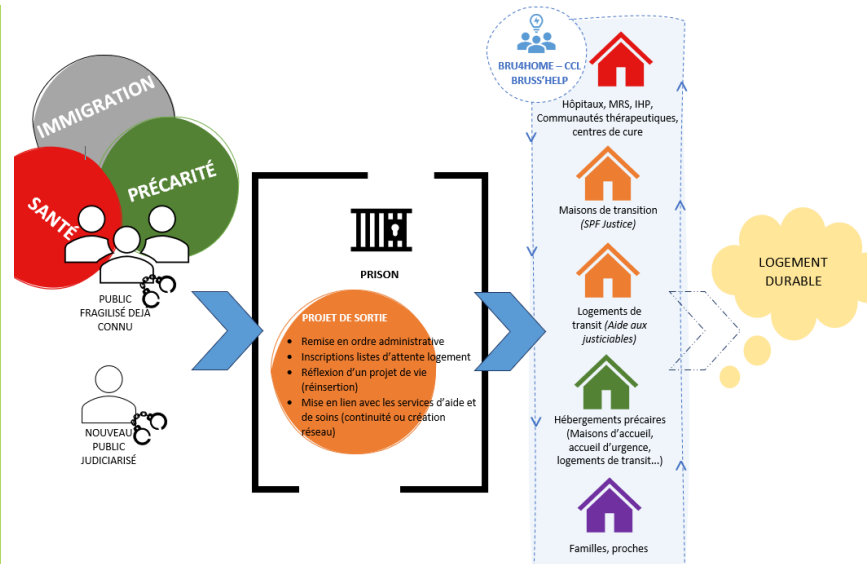 IMMIGRATION
PRÉCARITÉ
SANTÉ
PUBLIC
FRAGILISÉ DEJÀ
CONNU
NOUVEAU
PUBLIC
JUDICIARISÉ
PRISON
PROJET DE SORTIE
• Remise en ordre administrative
• Inscriptions listes d'attente logement
• Réflexion d'un projet de vie
(réinsertion)
• Mise en lien avec les services d'aide et
de soins (continuité ou création
réseau)
BRU4HOME – CCL
BRUSS'HELP
Hôpitaux, MRS, IHP,
Communautés thérapeutiques,
centres de cure
Maisons de transition
(SPF Justice)
Logements de
transit (Aide aux
justiciables)
Hébergements précaires
(Maisons d'accueil,
accueil d'urgence,
logements de transit...)
Familles, proches
LOGEMENT
DURABLE